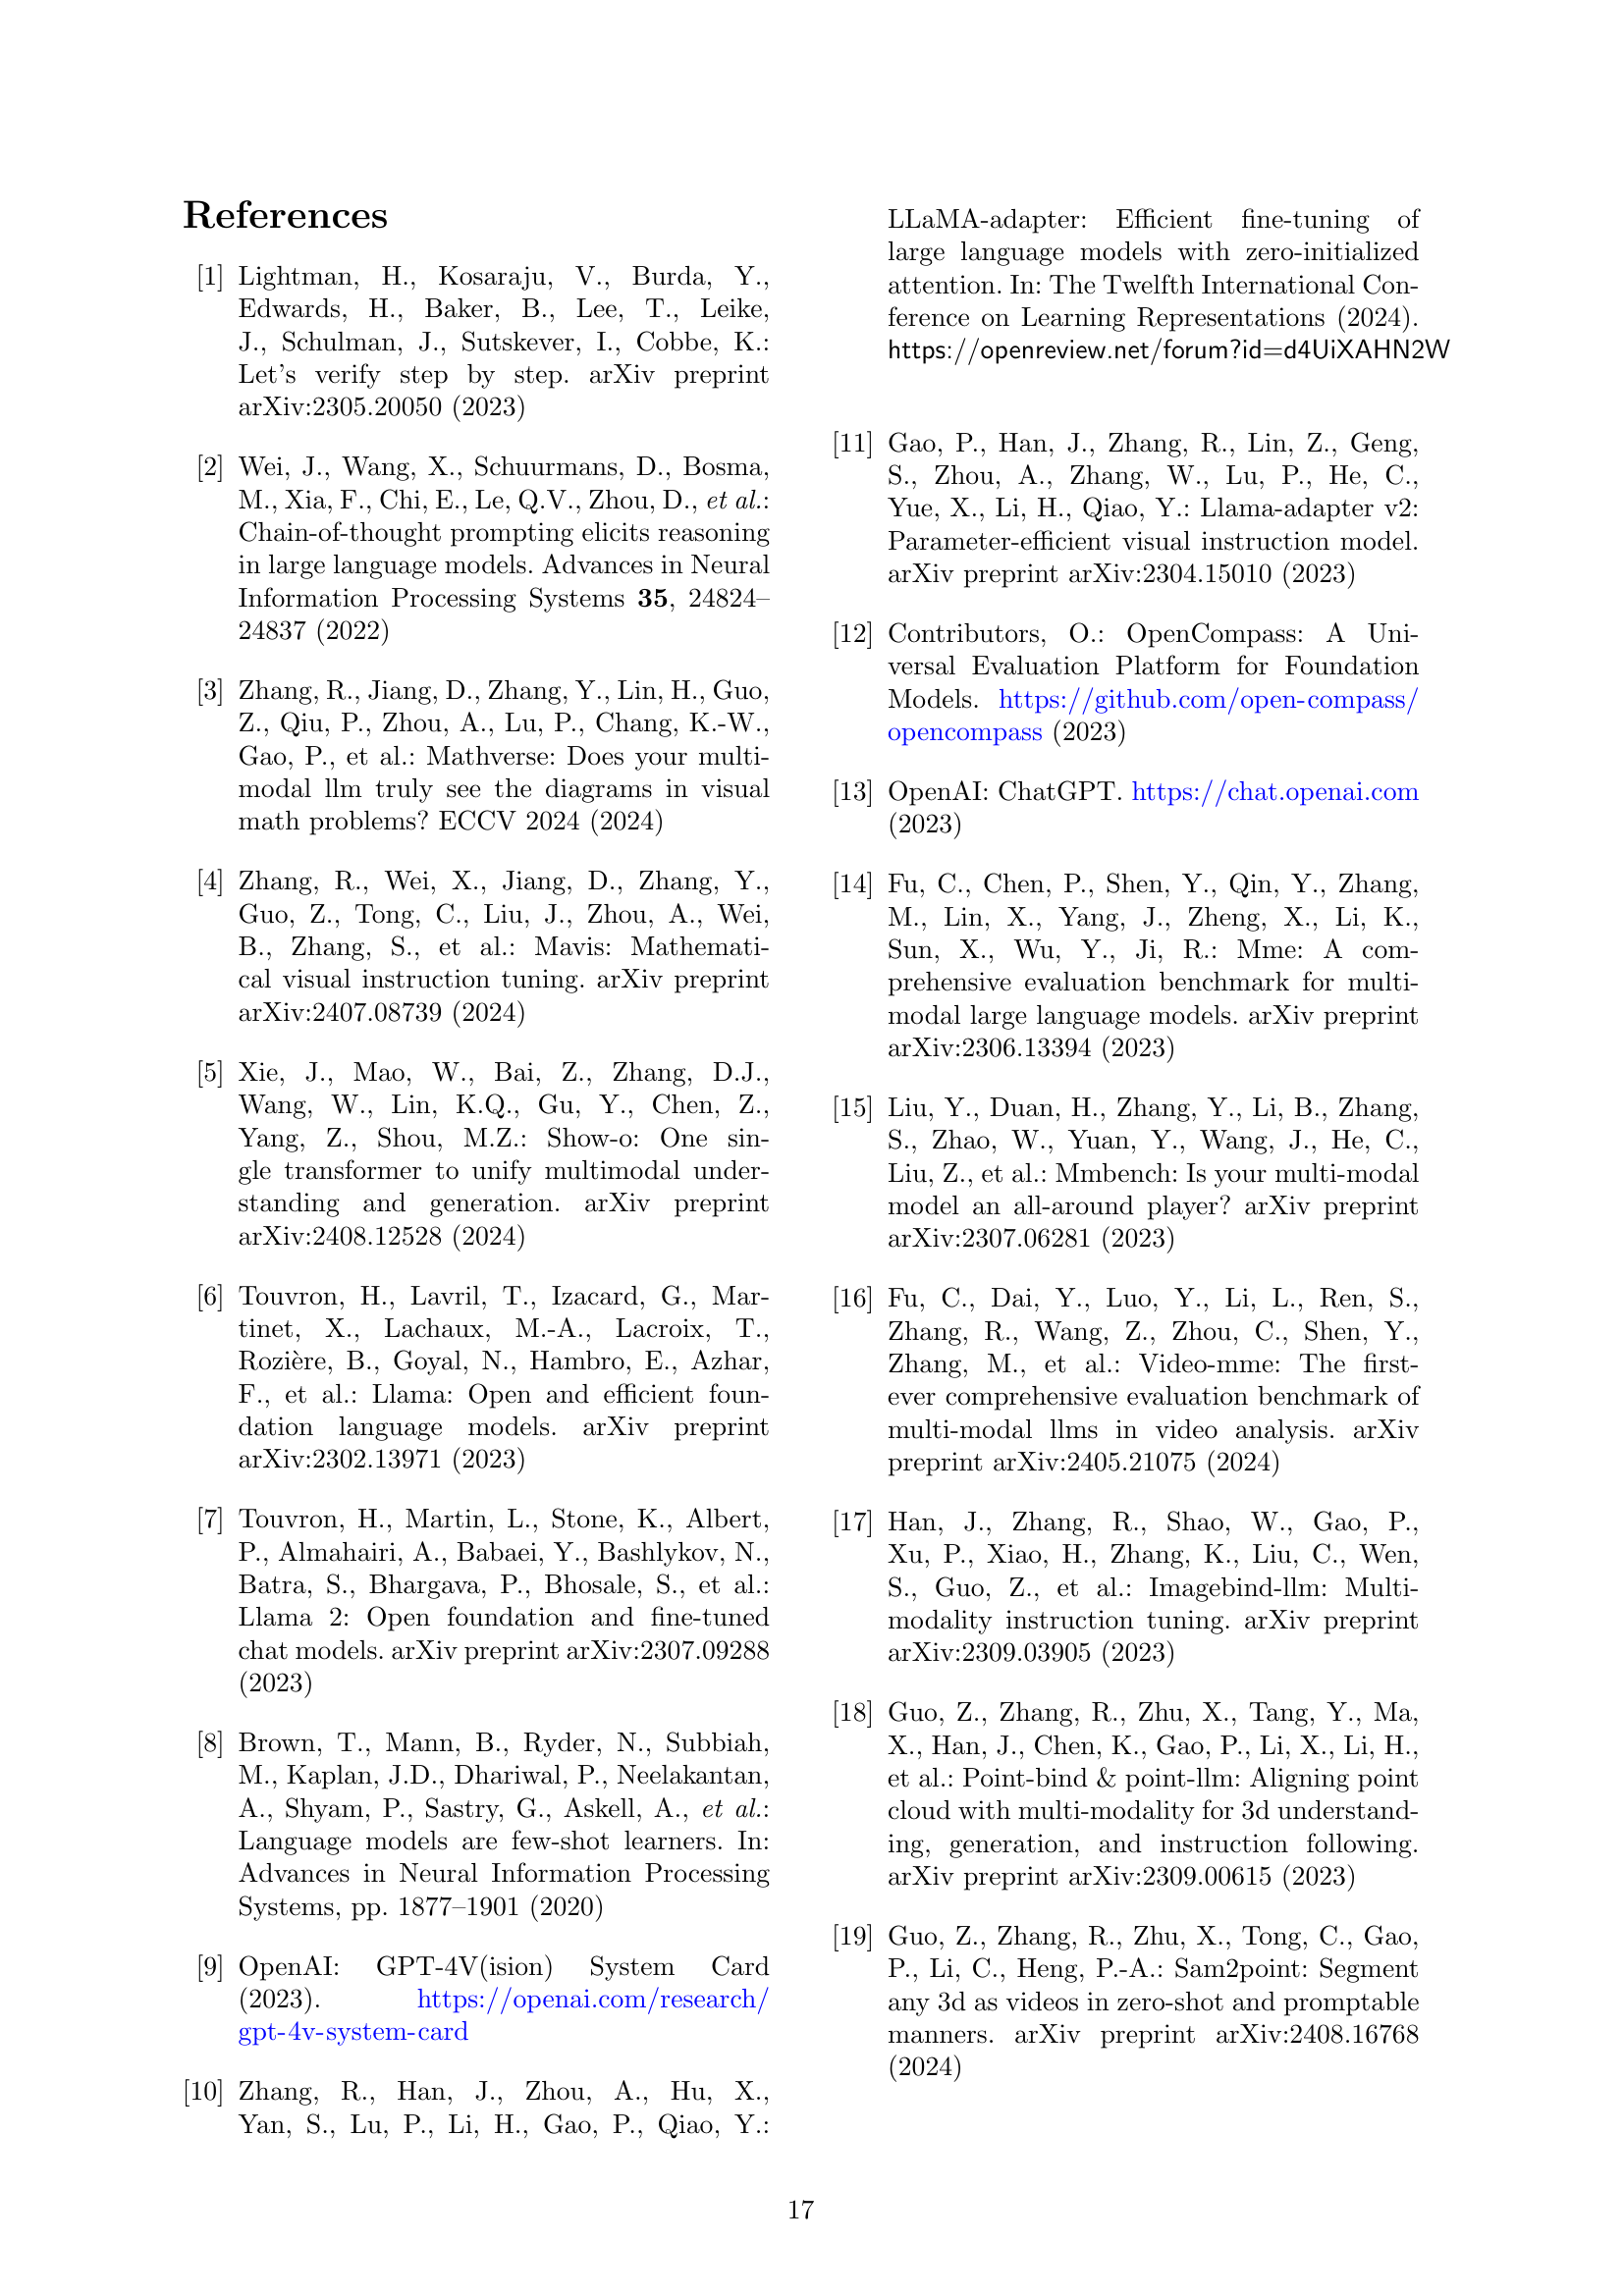 References
[1] Lightman, H., Kosaraju, V., Burda, Y.,
Edwards, H., Baker, B., Lee, T., Leike,
J., Schulman, J., Sutskever, I., Cobbe, K.:
Let's verify step by step. arXiv preprint
arXiv:2305.20050 (2023)
[2] Wei, J., Wang, X., Schuurmans, D., Bosma,
M., Xia, F., Chi, E., Le, Q.V., Zhou, D., et al.:
Chain-of-thought prompting elicits reasoning
in large language models. Advances in Neural
Information Processing Systems 35, 24824–
24837 (2022)
[3] Zhang, R., Jiang, D., Zhang, Y., Lin, H., Guo,
Z., Qiu, P., Zhou, A., Lu, P., Chang, K.-W.,
Gao, P., et al.: Mathverse: Does your multi-
modal llm truly see the diagrams in visual
math problems? ECCV 2024 (2024)
[4] Zhang, R., Wei, X., Jiang, D., Zhang, Y.,
Guo, Z., Tong, C., Liu, J., Zhou, A., Wei,
B., Zhang, S., et al.: Mavis: Mathemati-
cal visual instruction tuning. arXiv preprint
arXiv:2407.08739 (2024)
[5] Xie, J., Mao, W., Bai, Z., Zhang, D.J.,
Wang, W., Lin, K.Q., Gu, Y., Chen, Z.,
Yang, Z., Shou, M.Z.: Show-o: One sin-
gle transformer to unify multimodal under-
standing and generation. arXiv preprint
arXiv:2408.12528 (2024)
[6] Touvron, H., Lavril, T., Izacard, G., Mar-
tinet, X., Lachaux, M.-A., Lacroix, T.,
Rozière, B., Goyal, N., Hambro, E., Azhar,
F., et al.: Llama: Open and efficient foun-
dation language models. arXiv preprint
arXiv:2302.13971 (2023)
[7] Touvron, H., Martin, L., Stone, K., Albert,
P., Almahairi, A., Babaei, Y., Bashlykov, N.,
Batra, S., Bhargava, P., Bhosale, S., et al.:
Llama 2: Open foundation and fine-tuned
chat models. arXiv preprint arXiv:2307.09288
(2023)
[8] Brown, T., Mann, B., Ryder, N., Subbiah,
M., Kaplan, J.D., Dhariwal, P., Neelakantan,
A., Shyam, P., Sastry, G., Askell, A., et al.:
Language models are few-shot learners. In:
Advances in Neural Information Processing
Systems, pp. 1877–1901 (2020)
[9] OpenAI: GPT-4V(ision) System Card
(2023). https://openai.com/research/
gpt-4v-system-card
[10] Zhang, R., Han, J., Zhou, A., Hu, X.,
Yan, S., Lu, P., Li, H., Gao, P., Qiao, Y.:
LLaMA-adapter: Efficient fine-tuning of
large language models with zero-initialized
attention. In: The Twelfth International Con-
ference on Learning Representations (2024).
https://openreview.net/forum?id=d4UiXAHN2W
[11] Gao, P., Han, J., Zhang, R., Lin, Z., Geng,
S., Zhou, A., Zhang, W., Lu, P., He, C.,
Yue, X., Li, H., Qiao, Y.: Llama-adapter v2:
Parameter-efficient visual instruction model.
arXiv preprint arXiv:2304.15010 (2023)
[12] Contributors, O.: OpenCompass: A Uni-
versal Evaluation Platform for Foundation
Models. https://github.com/open-compass/
opencompass (2023)
[13] OpenAI: ChatGPT. https://chat.openai.com
(2023)
[14] Fu, C., Chen, P., Shen, Y., Qin, Y., Zhang,
M., Lin, X., Yang, J., Zheng, X., Li, K.,
Sun, X., Wu, Y., Ji, R.: Mme: A com-
prehensive evaluation benchmark for multi-
modal large language models. arXiv preprint
arXiv:2306.13394 (2023)
[15] Liu, Y., Duan, H., Zhang, Y., Li, B., Zhang,
S., Zhao, W., Yuan, Y., Wang, J., He, C.,
Liu, Z., et al.: Mmbench: Is your multi-modal
model an all-around player? arXiv preprint
arXiv:2307.06281 (2023)
[16] Fu, C., Dai, Y., Luo, Y., Li, L., Ren, S.,
Zhang, R., Wang, Z., Zhou, C., Shen, Y.,
Zhang, M., et al.: Video-mme: The first-
ever comprehensive evaluation benchmark of
multi-modal llms in video analysis. arXiv
preprint arXiv:2405.21075 (2024)
[17] Han, J., Zhang, R., Shao, W., Gao, P.,
Xu, P., Xiao, H., Zhang, K., Liu, C., Wen,
S., Guo, Z., et al.: Imagebind-llm: Multi-
modality instruction tuning. arXiv preprint
arXiv:2309.03905 (2023)
[18] Guo, Z., Zhang, R., Zhu, X., Tang, Y., Ma,
X., Han, J., Chen, K., Gao, P., Li, X., Li, H.,
et al.: Point-bind & point-llm: Aligning point
cloud with multi-modality for 3d understand-
ing, generation, and instruction following.
arXiv preprint arXiv:2309.00615 (2023)
[19] Guo, Z., Zhang, R., Zhu, X., Tong, C., Gao,
P., Li, C., Heng, P.-A.: Sam2point: Segment
any 3d as videos in zero-shot and promptable
manners. arXiv preprint arXiv:2408.16768
(2024)
17